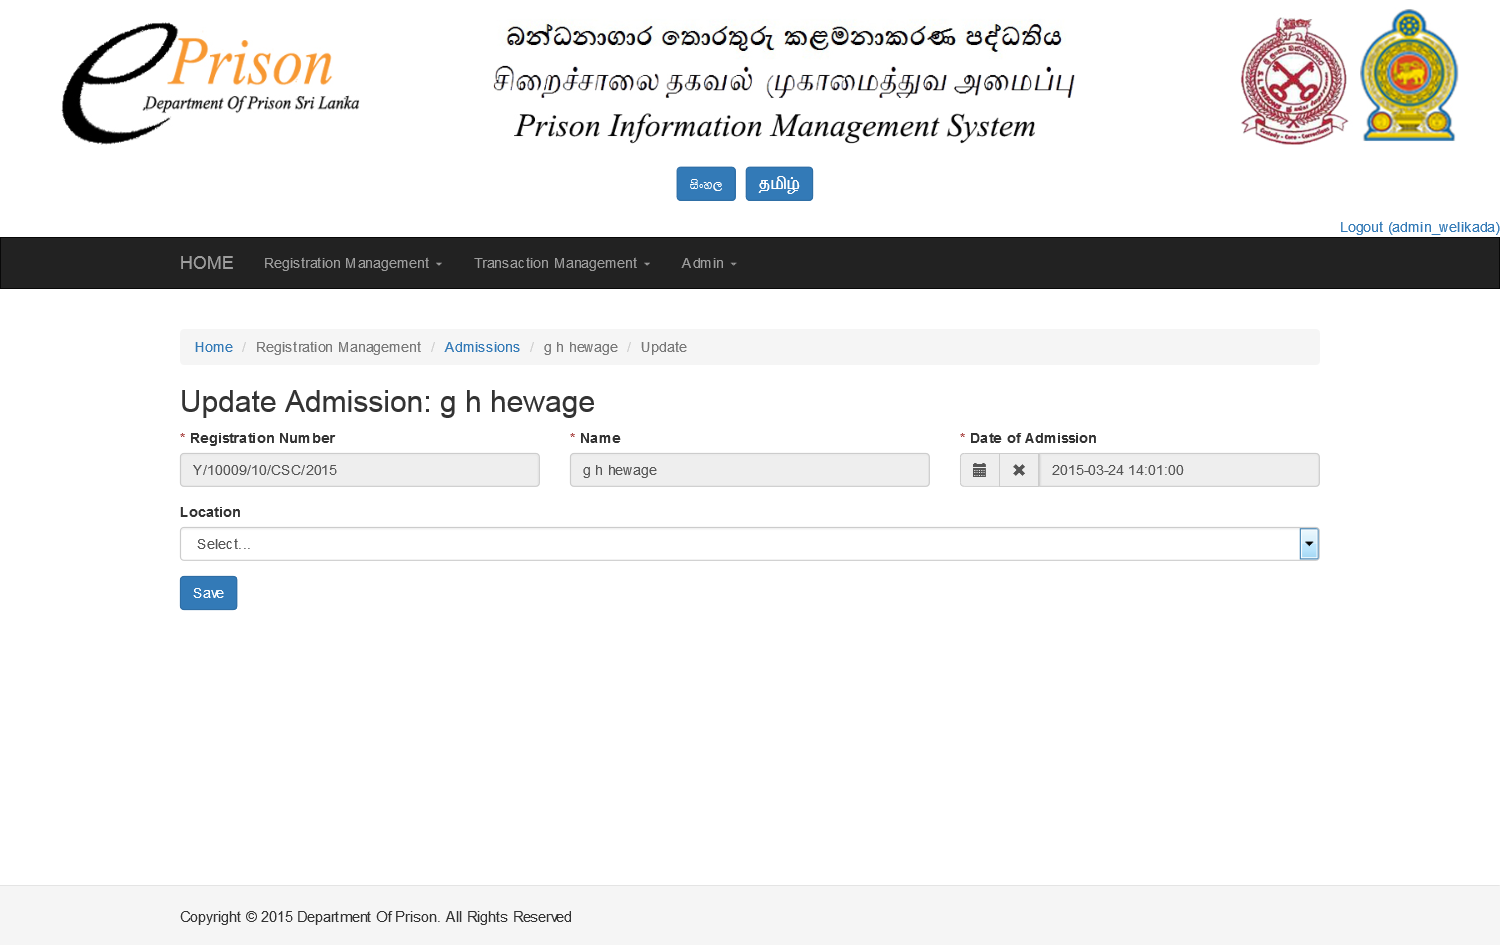 ePrison
Department Of Prison Sri Lanka
බන්ධනාගාර තොරතුරු කළමනාකරණ පද්ධතිය
சிறைச்சாலை தகவல் முகாமைத்துவ அமைப்பு
Prison Information Management System
Custody - Care - Corrections
සිංහල தமிழ்
Logout (admin_welikada)
HOME Registration Management Transaction Management Admin
Home / Registration Management / Admissions / g h hewage / Update
Update Admission: g h hewage
* Registration Number * Name * Date of Admission
Y/10009/10/CSC/2015 g h hewage 2015-03-24 14:01:00
Location
Select...
Save
Copyright © 2015 Department Of Prison. All Rights Reserved